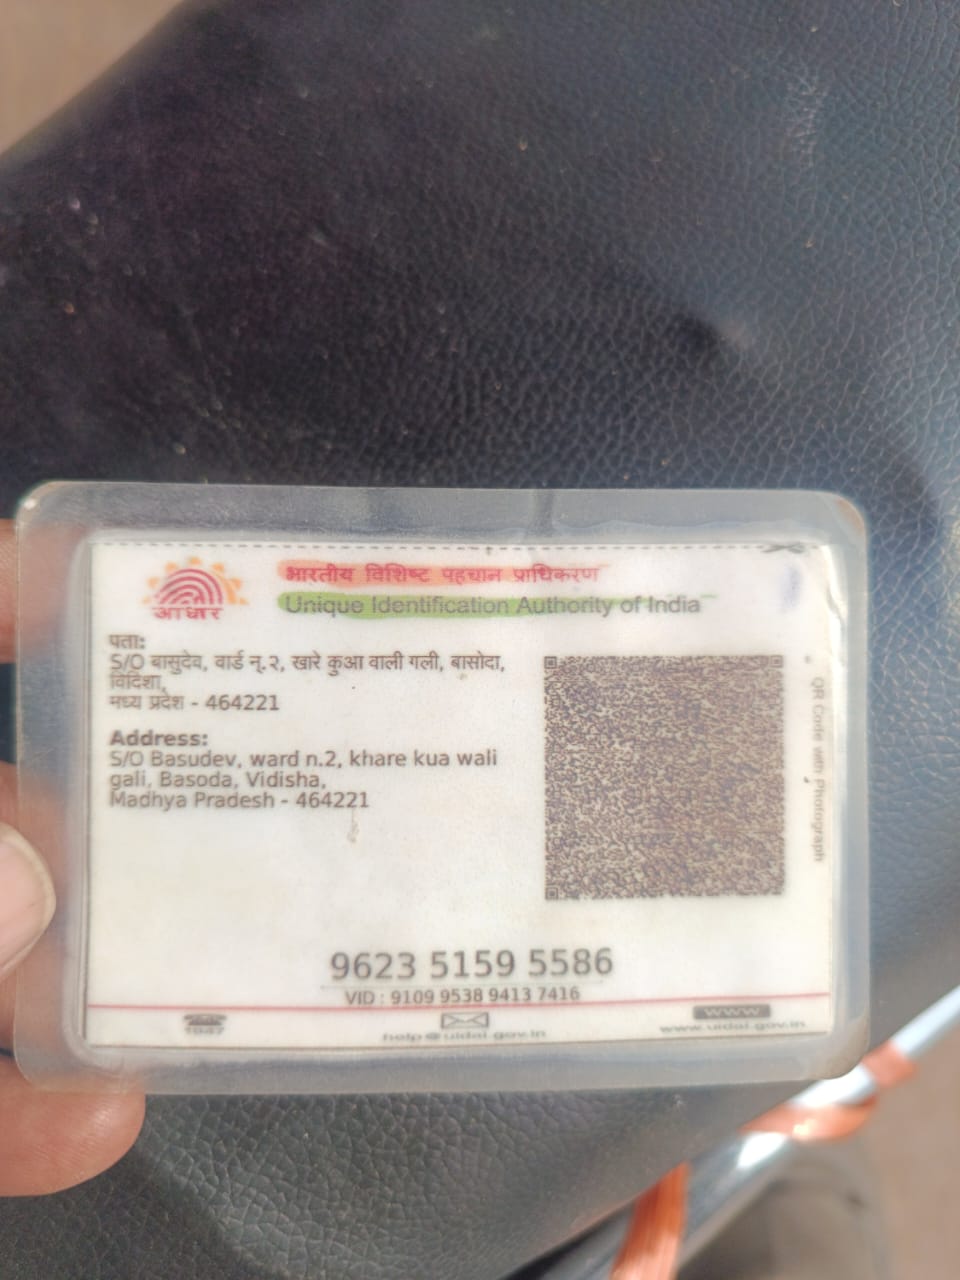 आधार
भारतीय विशिष्ट पहचान प्राधिकरण
Unique Identification Authority of India
पता:
S/O बासुदेव, वार्ड न्.२, खारे कुआ वाली गली, बासोदा,
विदिशा,
मध्य प्रदेश - 464221
Address:
S/O Basudev, ward n.2, khare kua wali
gali, Basoda, Vidisha,
Madhya Pradesh - 464221
QR Code with Photograph
9623 5159 5586
VID : 9109 9538 9413 7416
1947
help@uidai.gov.in
www
www.uidai.gov.in